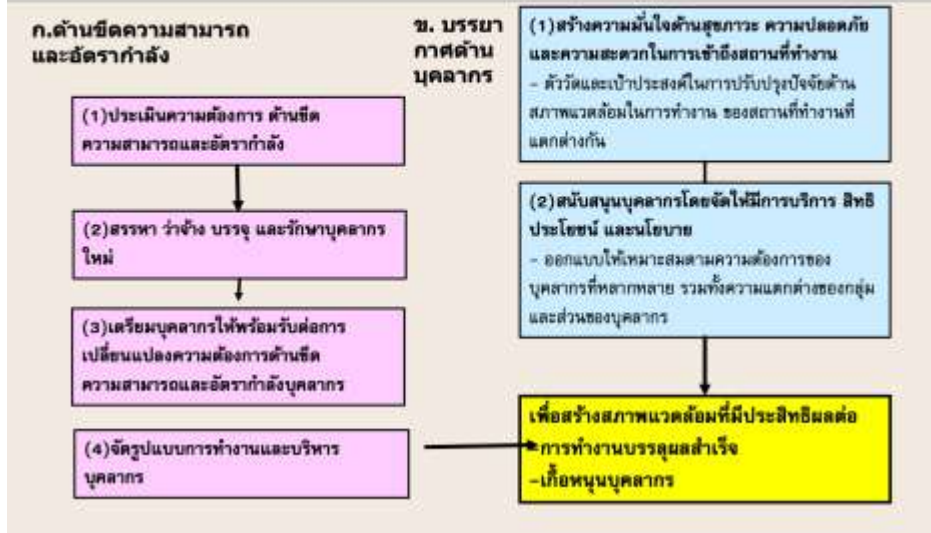 ก.ด้านขีดความสามารถ
และอัตรากำลัง
(1)ประเมินความต้องการ ด้านขีด
ความสามารถและอัตรากำลัง
(2)สรรหา ว่าจ้าง บรรจุ และรักษาบุคลากร
ใหม่
(3)เตรียมบุคลากรให้พร้อมรับต่อการ
เปลี่ยนแปลงความต้องการด้านขีด
ความสามารถและอัตรากำลังบุคลากร
(4)จัดรูปแบบการทำงานและบริหาร
บุคลากร
ข. บรรยา
กาศด้าน
บุคลากร
(1)สร้างความมั่นใจด้านสุขภาวะ ความปลอดภัย
และความสะดวกในการเข้าถึงสถานที่ทำงาน
- ตัววัดและเป้าประสงค์ในการปรับปรุงปัจจัยด้าน
สภาพแวดล้อมในการทำงาน ของสถานที่ทำงานที่
แตกต่างกัน
(2)สนับสนุนบุคลากรโดยจัดให้มีการบริการ สิทธิ
ประโยชน์ และนโยบาย
- ออกแบบให้เหมาะสมตามความต้องการของ
บุคลากรที่หลากหลาย รวมทั้งความแตกต่างของกลุ่ม
และส่วนของบุคลากร
เพื่อสร้างสภาพแวดล้อมที่มีประสิทธิผลต่อ
-การทำงานบรรลุผลสำเร็จ
-เกื้อหนุนบุคลากร